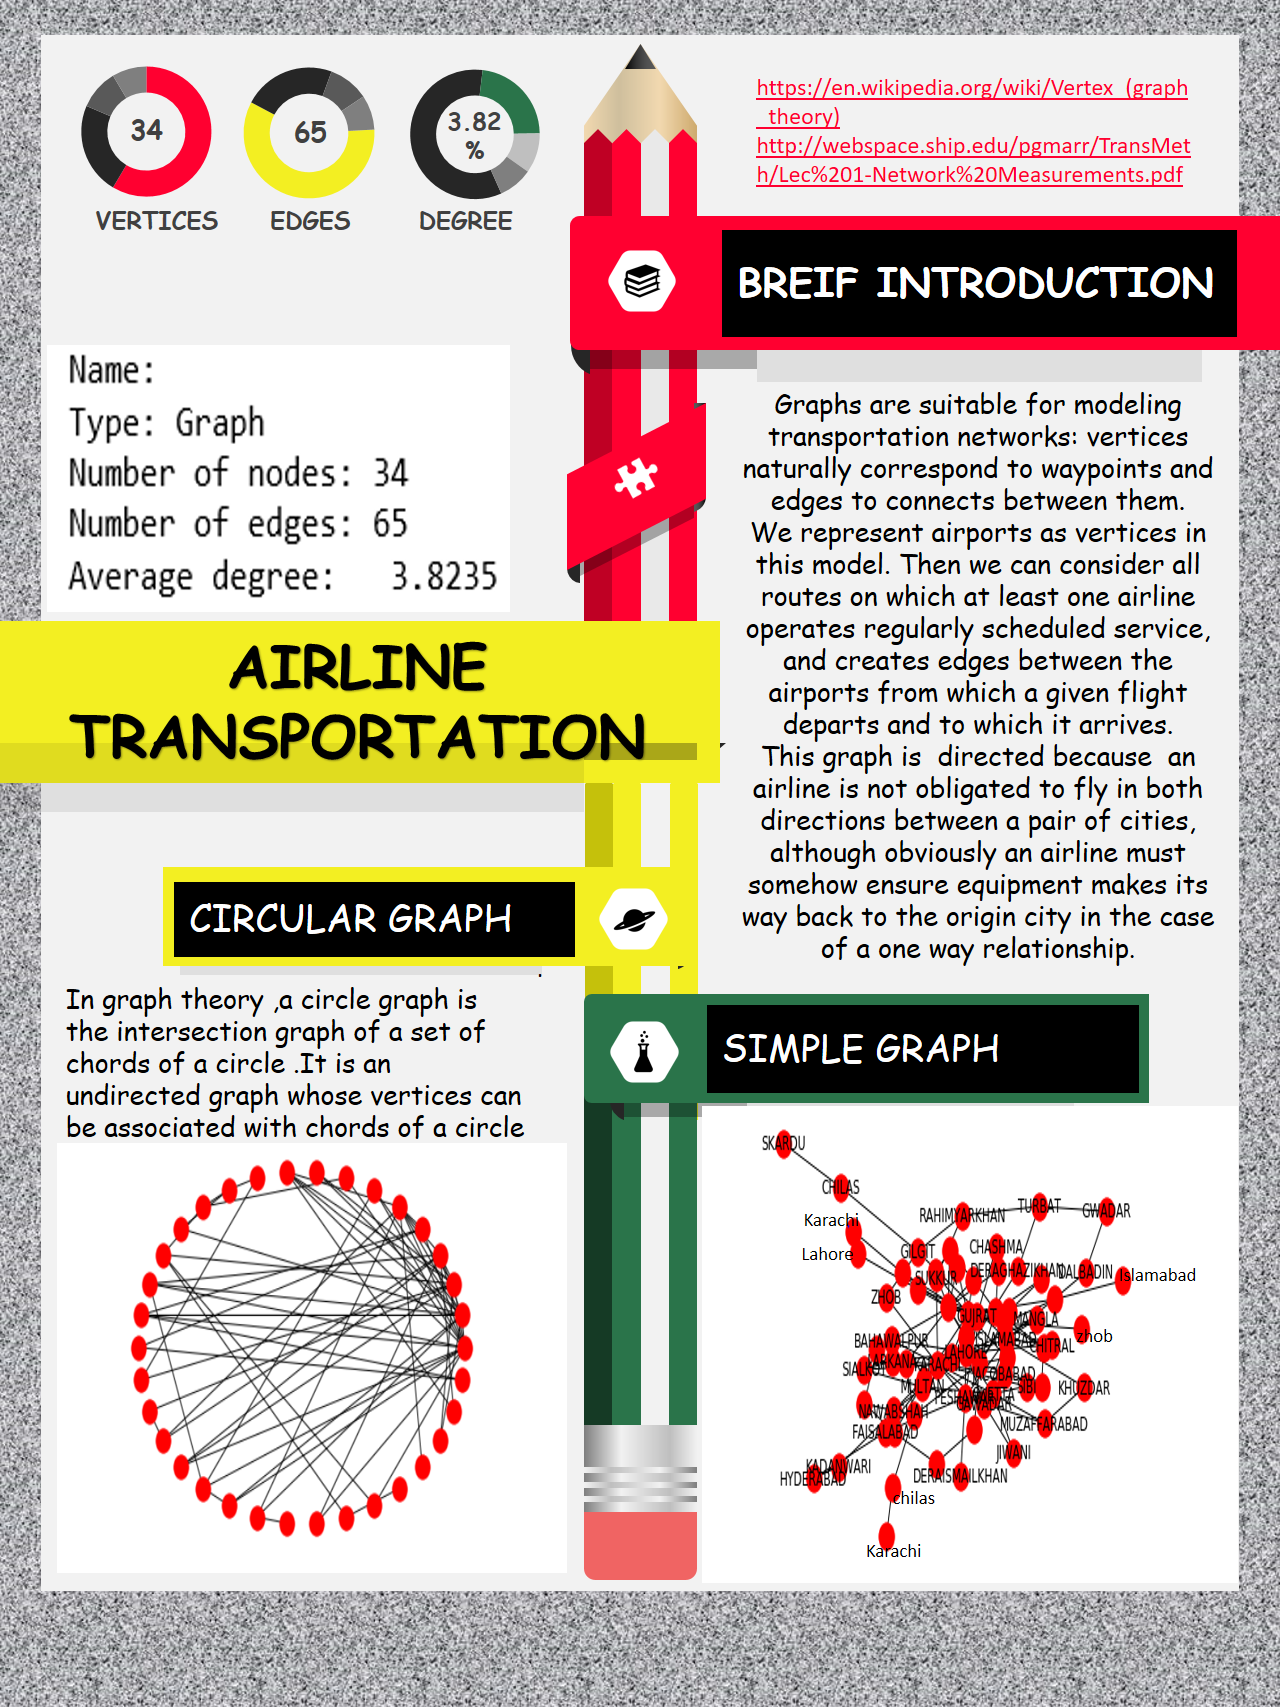 34
65
3.82
%
VERTICES
EDGES
DEGREE
https://en.wikipedia.org/wiki/Vertex_(graph
_theory)
http://webspace.ship.edu/pgmarr/TransMet
h/Lec%201-Network%20Measurements.pdf
BREIF INTRODUCTION
Name:
Type: Graph
Number of nodes: 34
Number of edges: 65
Average degree: 3.8235
AIRLINE
TRANSPORTATION
Graphs are suitable for modeling
transportation networks: vertices
naturally correspond to waypoints and
edges to connects between them.
We represent airports as vertices in
this model. Then we can consider all
routes on which at least one airline
operates regularly scheduled service,
and creates edges between the
airports from which a given flight
departs and to which it arrives.
This graph is directed because an
airline is not obligated to fly in both
directions between a pair of cities,
although obviously an airline must
somehow ensure equipment makes its
way back to the origin city in the case
of a one way relationship.
CIRCULAR GRAPH
.
In graph theory ,a circle graph is
the intersection graph of a set of
chords of a circle .It is an
undirected graph whose vertices can
be associated with chords of a circle
SIMPLE GRAPH
SKARDU
CHILAS
Karachi
RAHIMYARKHAN
TURBAT
GWADAR
Lahore
GILGIT
CHASHMA
SUKKUR
DERAGHAZIKHAN
DALBADIN
Islamabad
ZHOB
GUJRAT
MANGLA
zhob
BAHAWALPUR
ISLAMABAD
CHITRAL
LAHORE
SIALKOT
LARKANA
KARACHI
JACOBABAD
MULTAN
SIBI
KHUZDAR
PESHAWAR
NAWABSHAH
MUZAFFARABAD
FAISALABAD
JIWANI
KADANWARI
HYDERABAD
DERAISMAILKHAN
chilas
Karachi